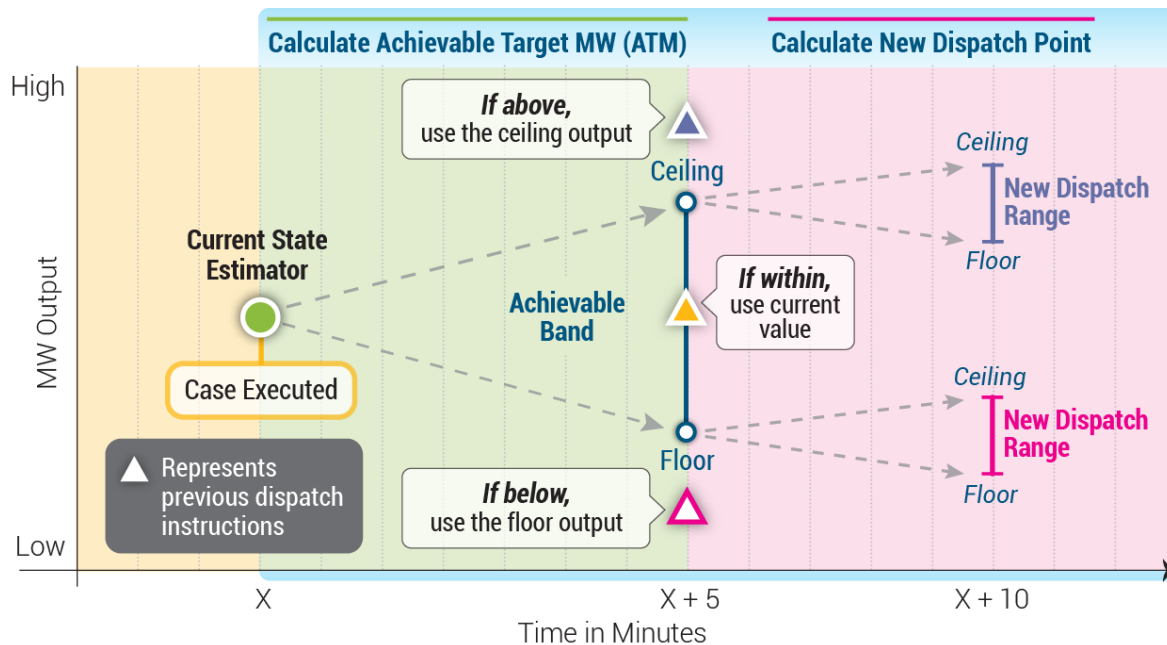 Calculate Achievable Target MW (ATM)
Calculate New Dispatch Point
High
If above,
use the ceiling output
Ceiling
Ceiling
New Dispatch
Range
Floor
Current State
Estimator
MW Output
Achievable
Band
If within,
use current
value
Case Executed
Ceiling
New Dispatch
Range
Floor
Floor
Represents
previous dispatch
instructions
If below,
use the floor output
Low
X
X + 5
X + 10
Time in Minutes